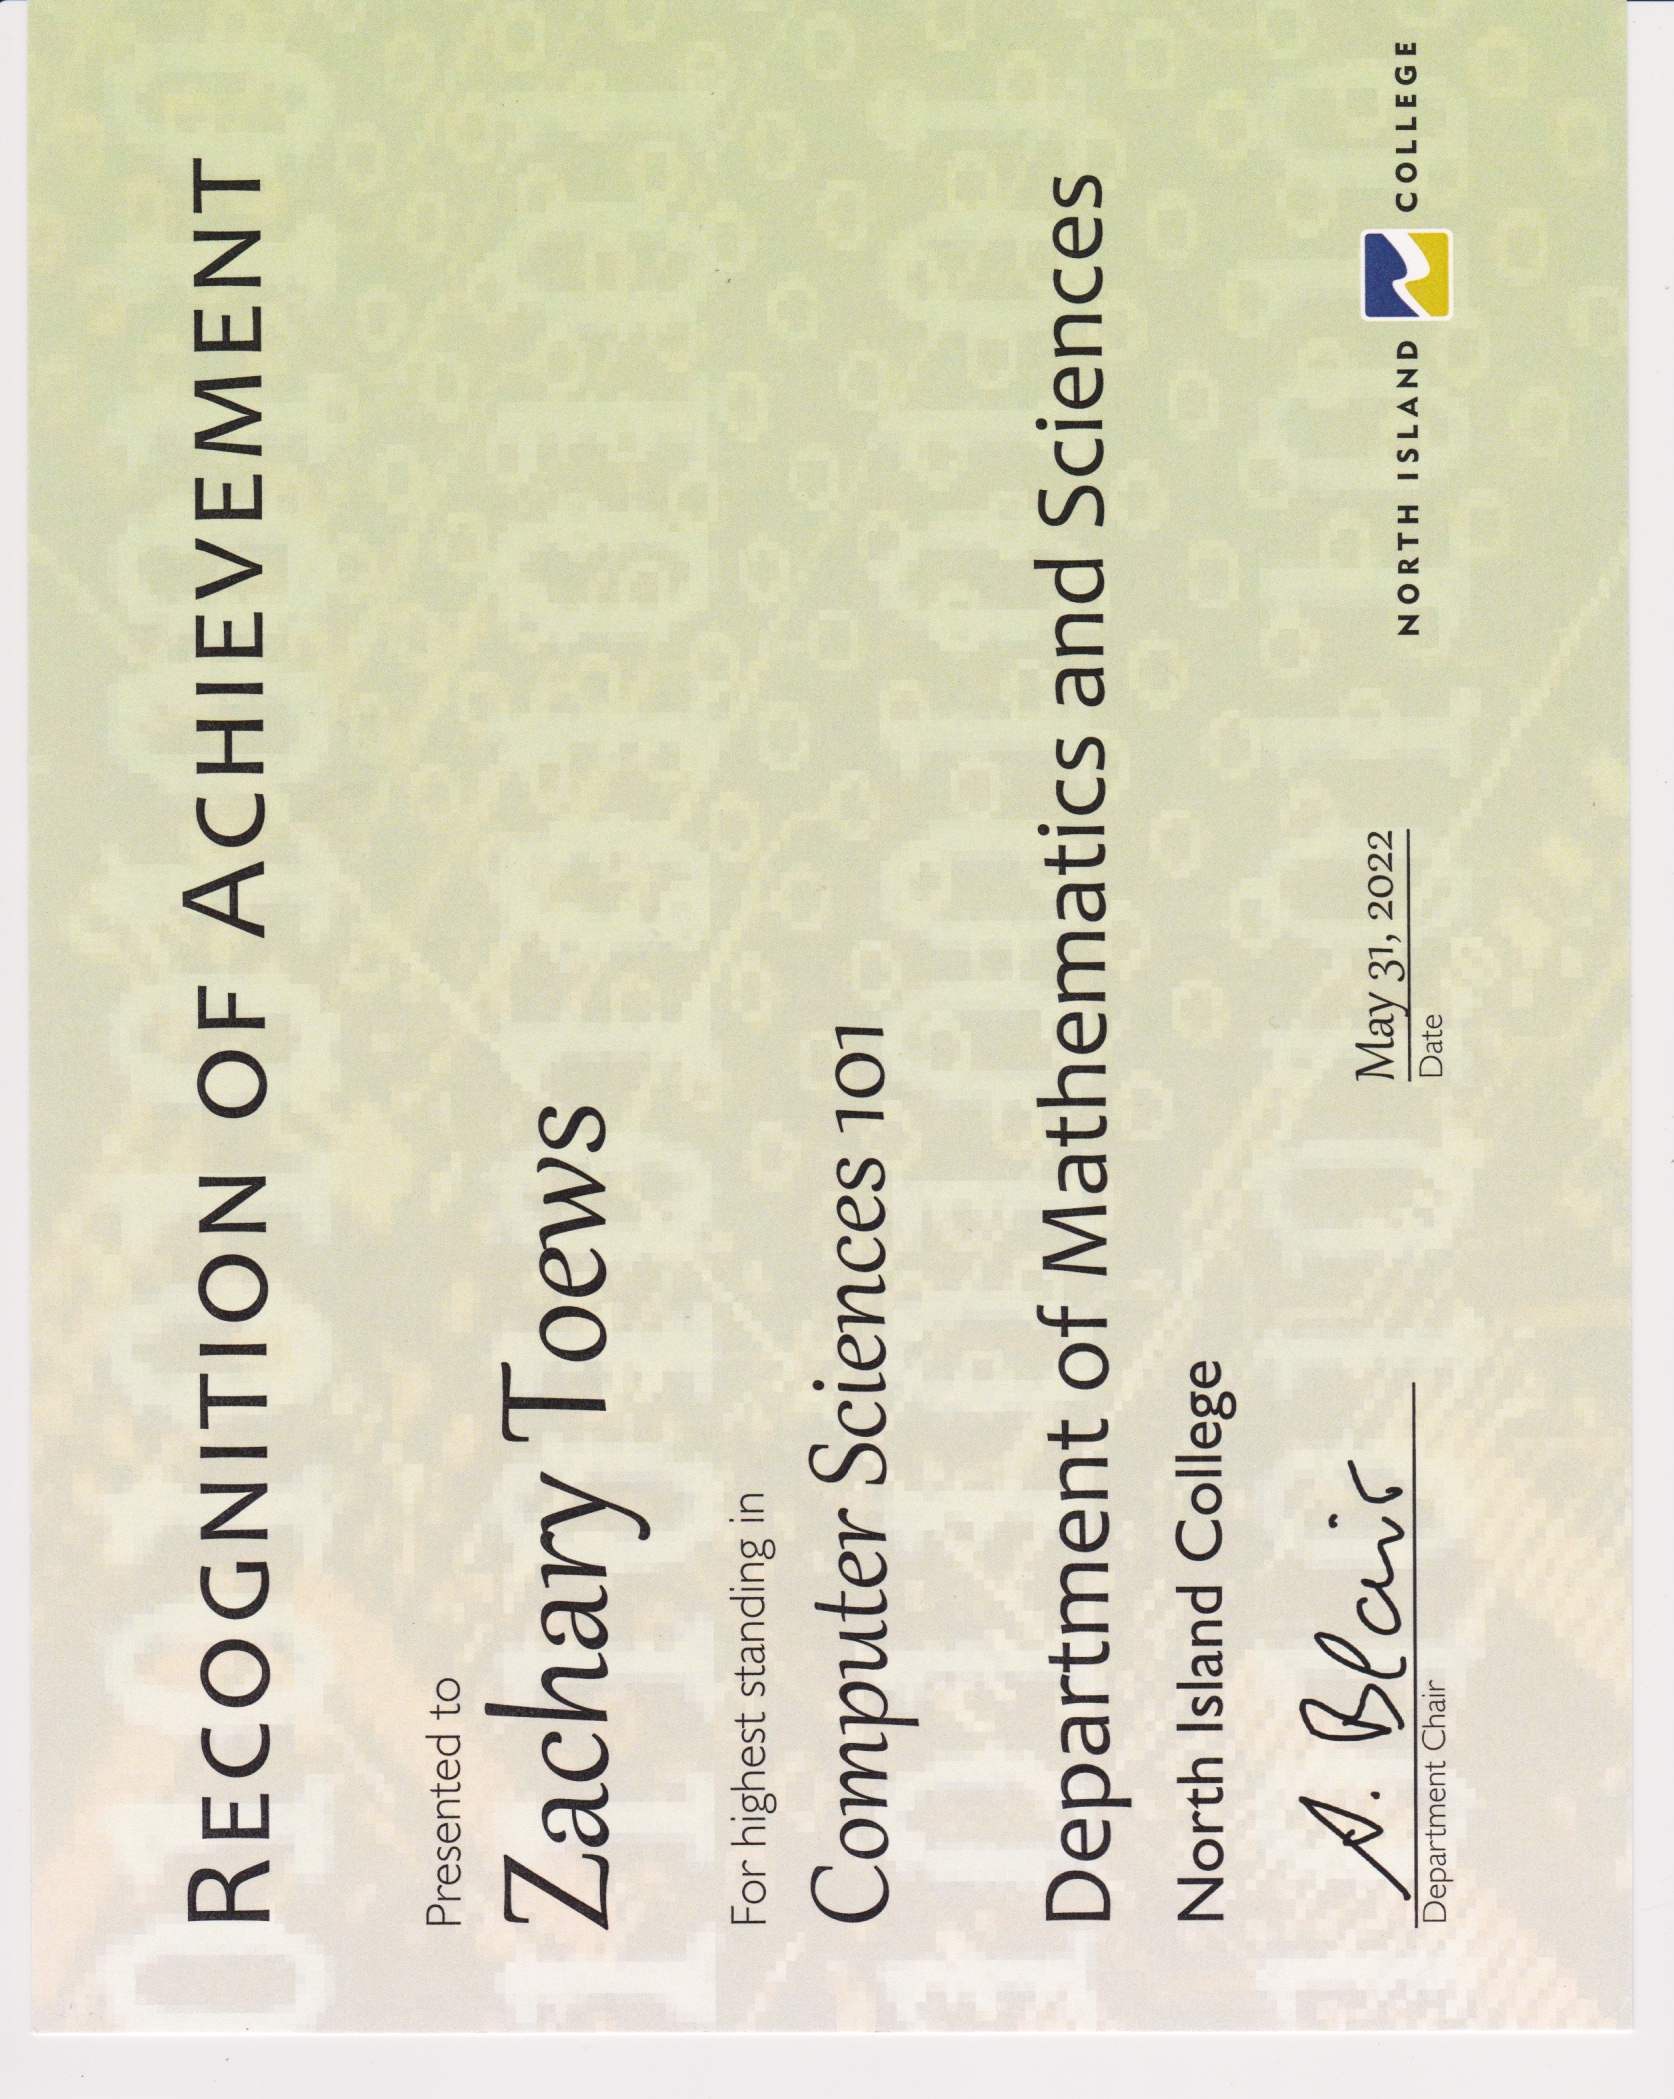 RECOGNITION OF ACHIEVEMENT
Presented to
Zachary Toews
For highest standing in
Computer Sciences 101
Department of Mathematics and Sciences
North Island College
A. Blair
Department Chair
May 31, 2022
Date
NORTH ISLAND COLLEGE